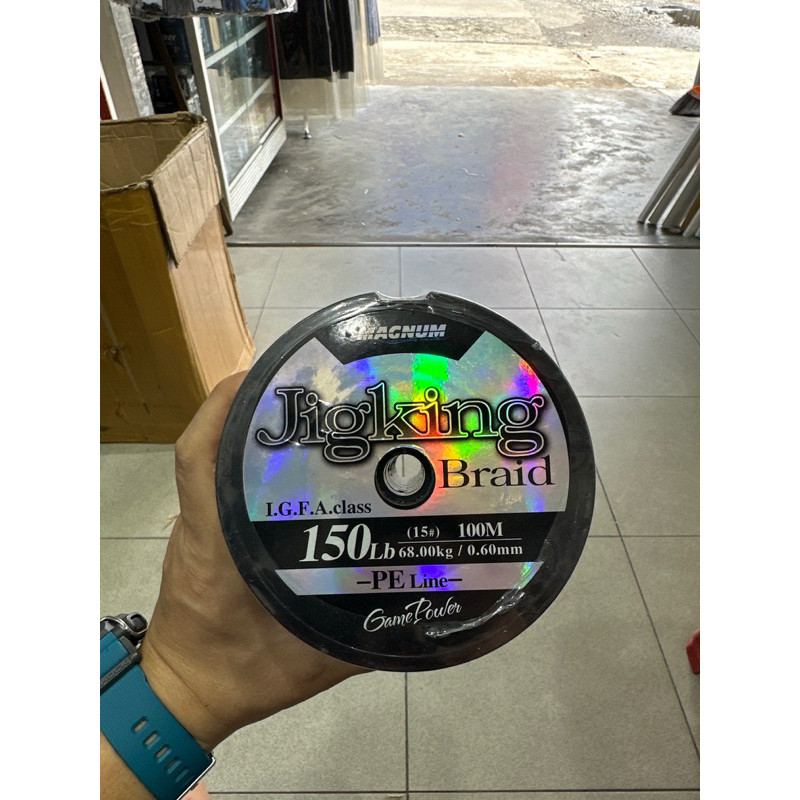 MAGNUM
Jigking
Braid
I.G.F.A.class
150Lb (15#) 100M
68.00kg / 0.60mm
–PE Line–
GamePower